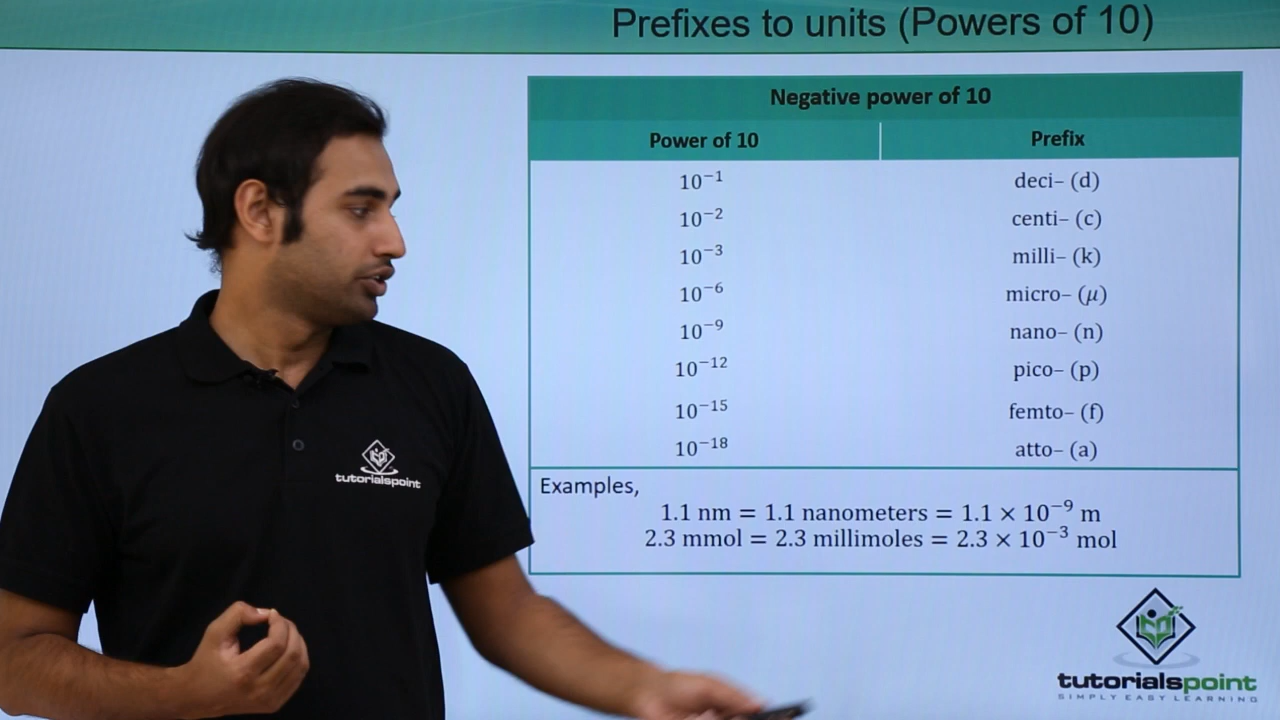 Prefixes to units (Powers of 10)
Negative power of 10
Power of 10 Prefix
10⁻¹ deci– (d)
10⁻² centi– (c)
10⁻³ milli– (k)
10⁻⁶ micro– (μ)
10⁻⁹ nano– (n)
10⁻¹² pico– (p)
10⁻¹⁵ femto– (f)
10⁻¹⁸ atto– (a)
Examples,
1.1 nm = 1.1 nanometers = 1.1 × 10⁻⁹ m
2.3 mmol = 2.3 millimoles = 2.3 × 10⁻³ mol
tutorialspoint
tutorialspoint
SIMPLY EASY LEARNING